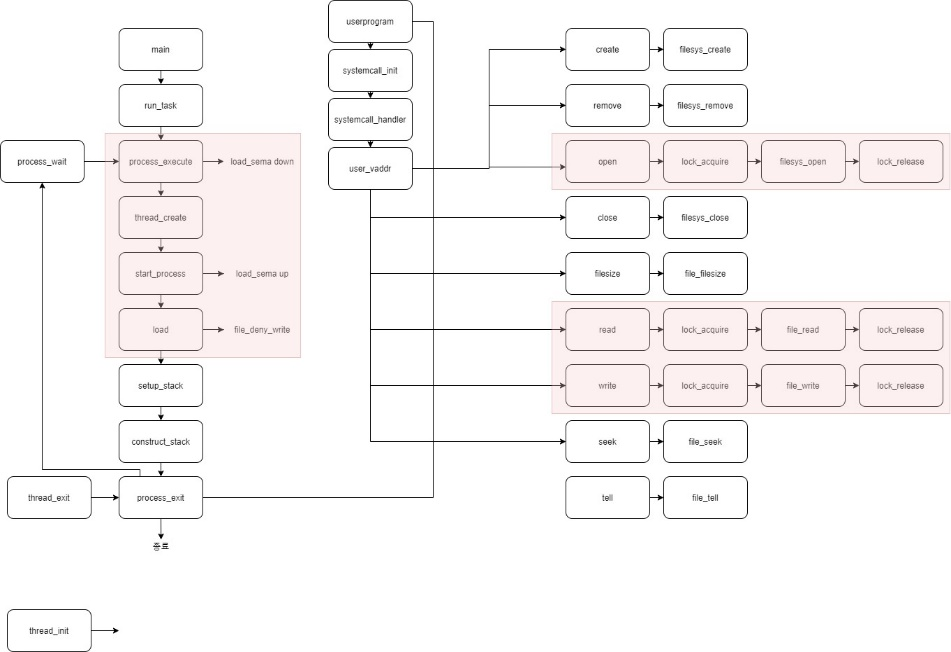 userprogram
main
create
filesys_create
systemcall_init
run_task
remove
filesys_remove
systemcall_handler
process_wait
process_execute
load_sema down
user_vaddr
open
lock_acquire
filesys_open
lock_release
thread_create
close
filesys_close
start_process
load_sema up
filesize
file_filesize
load
file_deny_write
read
lock_acquire
file_read
lock_release
setup_stack
write
lock_acquire
file_write
lock_release
construct_stack
seek
file_seek
thread_exit
process_exit
tell
file_tell
종료
thread_init